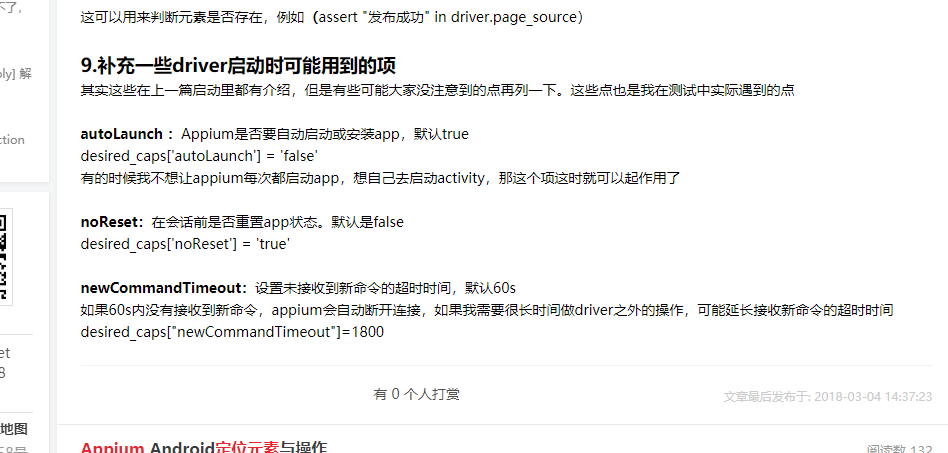 不了，
这可以用来判断元素是否存在，例如（assert "发布成功" in driver.page_source）
9.补充一些driver启动时可能用到的项
ply] 解
其实这些在上一篇启动里都有介绍，但是有些可能大家没注意到的点再列一下。这些点也是我在测试中实际遇到的点
autoLaunch ：Appium是否要自动启动或安装app，默认true
ction
desired_caps['autoLaunch'] = 'false'
有的时候我不想让appium每次都启动app，想自己去启动activity，那这个项这时就可以起作用了
noReset：在会话前是否重置app状态。默认是false
desired_caps['noReset'] = 'true'
newCommandTimeout：设置未接收到新命令的超时时间，默认60s
如果60s内没有接收到新命令，appium会自动断开连接，如果我需要很长时间做driver之外的操作，可能延长接收新命令的超时时间
desired_caps["newCommandTimeout"]=1800
et
8
有 0 个人打赏
文章最后发布于: 2018-03-04 14:37:23
地图
Appium Android定位元素与操作
阅读数 132